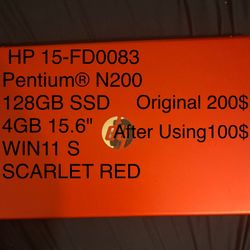 HP 15-FD0083
Pentium® N200
128GB SSD Original 200$
4GB 15.6" After Using100$
WIN11 S
SCARLET RED